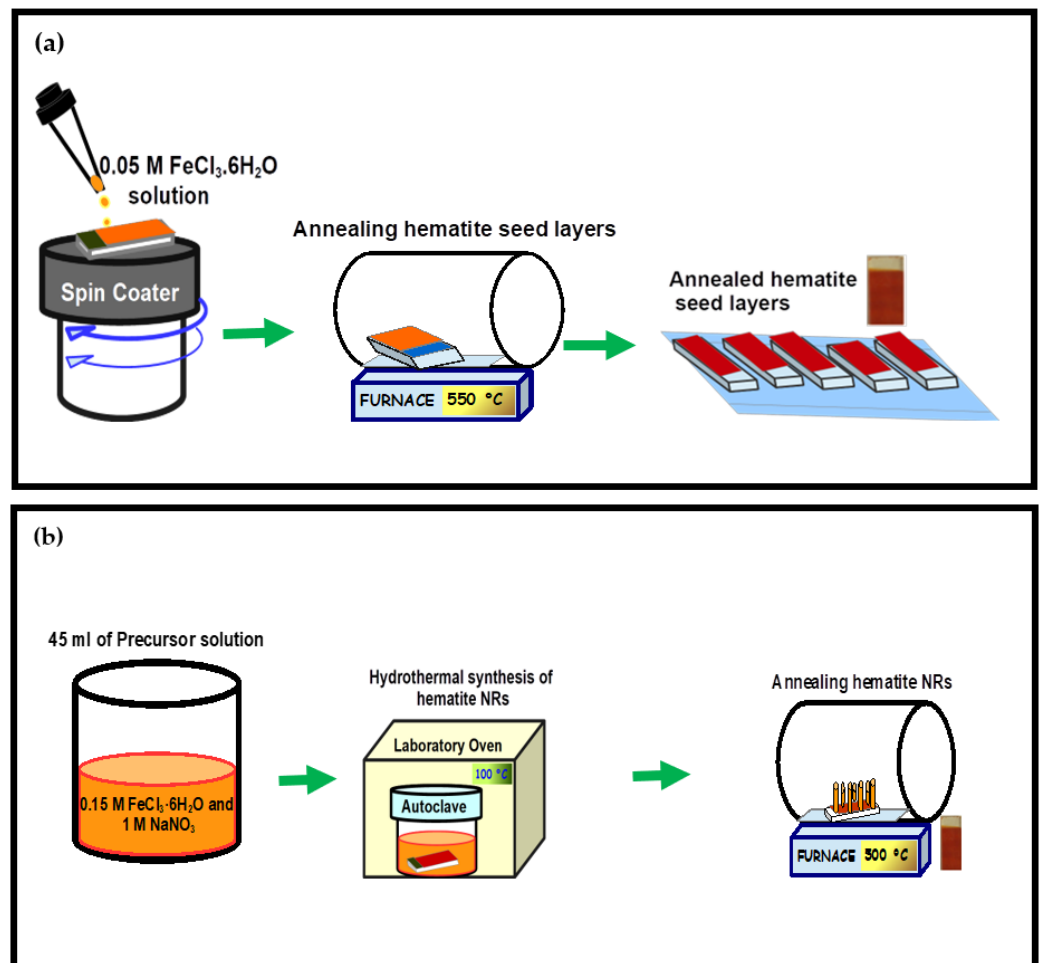 (a)
0.05 M FeCl₃.6H₂O
solution
Spin Coater
Annealing hematite seed layers
FURNACE 550 °C
Annealed hematite
seed layers
(b)
45 ml of Precursor solution
0.15 M FeCl₃·6H₂O and
1 M NaNO₃
Hydrothermal synthesis of
hematite NRs
Laboratory Oven
100 °C
Autoclave
Annealing hematite NRs
FURNACE 500 °C